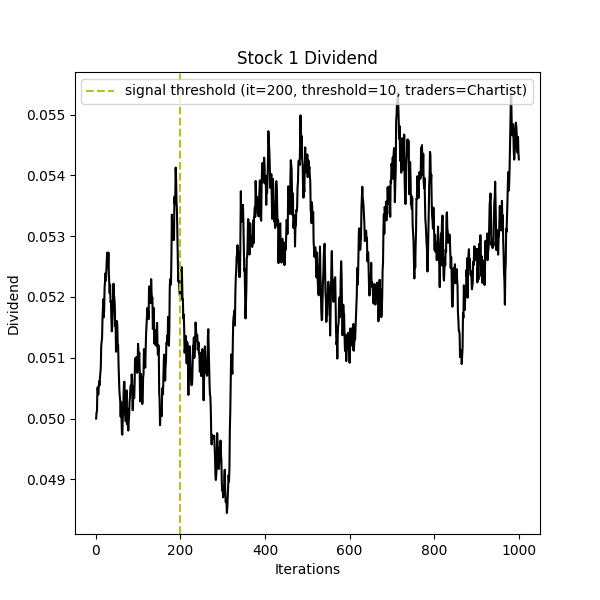 Stock 1 Dividend
signal threshold (it=200, threshold=10, traders=Chartist)
0.055
0.054
0.053
0.052
0.051
0.050
0.049
Dividend
0 200 400 600 800 1000
Iterations